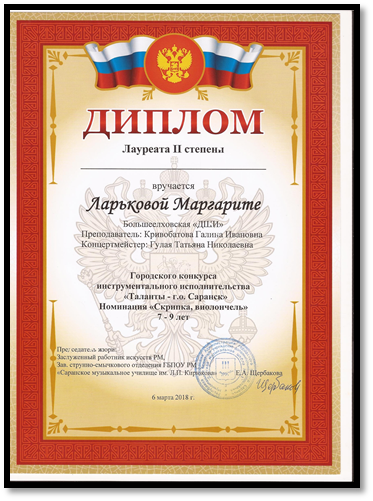 ДИПЛОМ
Лауреата II степени
вручается
Ларьковой Маргарите
Большеелховская «ДШИ»
Преподаватель: Кривобатова Галина Ивановна
Концертмейстер: Гулая Татьяна Николаевна
Городского конкурса
инструментального исполнительства
«Таланты - г.о. Саранск»
Номинация «Скрипка, виолончель»
7 - 9 лет
Председатель жюри:
Заслуженный работник искусств РМ,
Зав. струнно-смычкового отделения ГБПОУ РМ
«Саранское музыкальное училище им. Л.П. Кирюкова» Е.А. Щербакова
6 марта 2018 г.